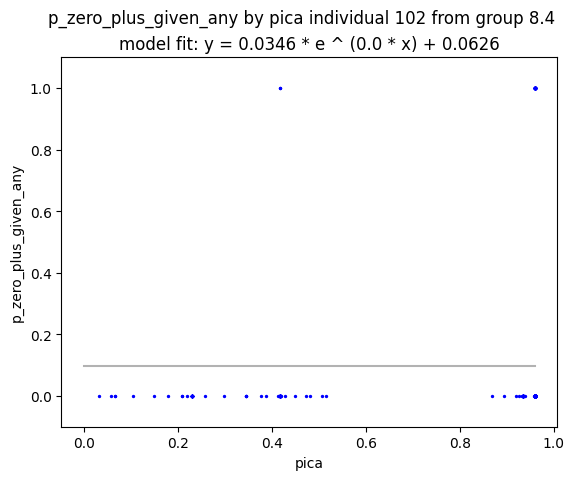 p_zero_plus_given_any by pica individual 102 from group 8.4
model fit: y = 0.0346 * e ^ (0.0 * x) + 0.0626
p_zero_plus_given_any
1.0
0.8
0.6
0.4
0.2
0.0
0.0 0.2 0.4 0.6 0.8 1.0
pica